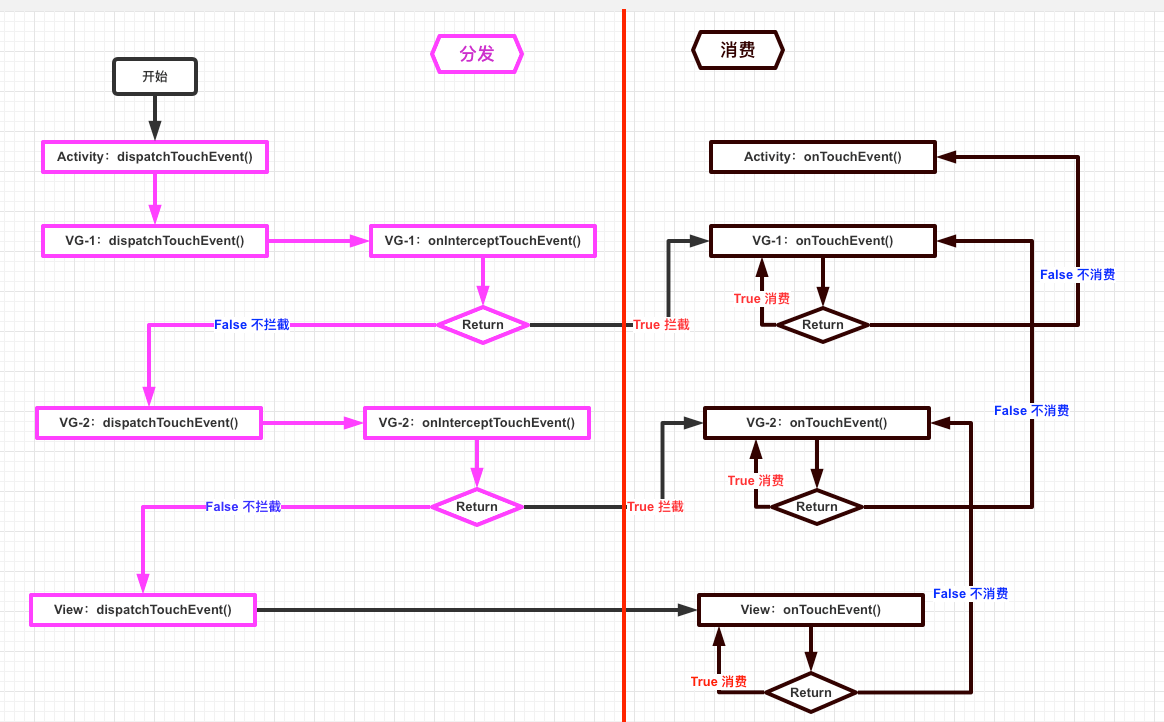 分发
消费
开始
Activity：dispatchTouchEvent()
Activity：onTouchEvent()
VG-1：dispatchTouchEvent()
VG-1：onInterceptTouchEvent()
VG-1：onTouchEvent()
False 不消费
True 消费
False 不拦截
Return
True 拦截
Return
False 不消费
VG-2：dispatchTouchEvent()
VG-2：onInterceptTouchEvent()
VG-2：onTouchEvent()
True 消费
False 不拦截
Return
True 拦截
Return
False 不消费
View：dispatchTouchEvent()
View：onTouchEvent()
True 消费
Return